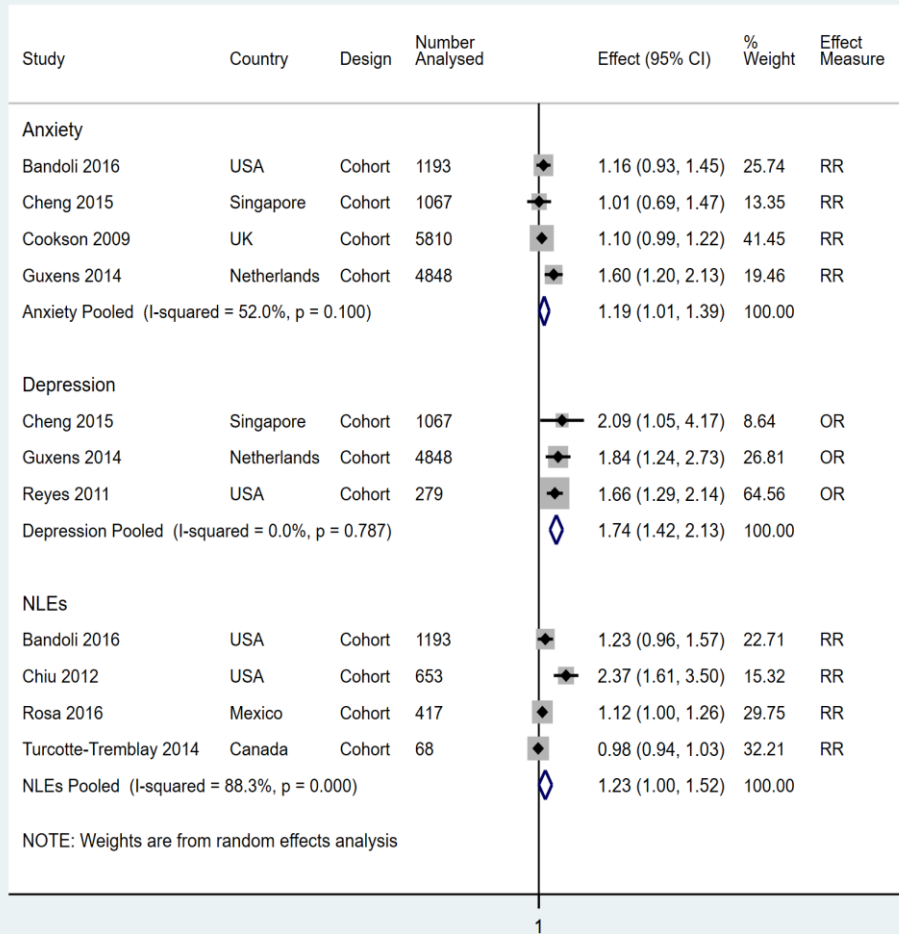 Study Country Design Number Analysed Effect (95% CI) % Weight Effect Measure
Anxiety
Bandoli 2016 USA Cohort 1193 1.16 (0.93, 1.45) 25.74 RR
Cheng 2015 Singapore Cohort 1067 1.01 (0.69, 1.47) 13.35 RR
Cookson 2009 UK Cohort 5810 1.10 (0.99, 1.22) 41.45 RR
Guxens 2014 Netherlands Cohort 4848 1.60 (1.20, 2.13) 19.46 RR
Anxiety Pooled (I-squared = 52.0%, p = 0.100) 1.19 (1.01, 1.39) 100.00
Depression
Cheng 2015 Singapore Cohort 1067 2.09 (1.05, 4.17) 8.64 OR
Guxens 2014 Netherlands Cohort 4848 1.84 (1.24, 2.73) 26.81 OR
Reyes 2011 USA Cohort 279 1.66 (1.29, 2.14) 64.56 OR
Depression Pooled (I-squared = 0.0%, p = 0.787) 1.74 (1.42, 2.13) 100.00
NLEs
Bandoli 2016 USA Cohort 1193 1.23 (0.96, 1.57) 22.71 RR
Chiu 2012 USA Cohort 653 2.37 (1.61, 3.50) 15.32 RR
Rosa 2016 Mexico Cohort 417 1.12 (1.00, 1.26) 29.75 RR
Turcotte-Tremblay 2014 Canada Cohort 68 0.98 (0.94, 1.03) 32.21 RR
NLEs Pooled (I-squared = 88.3%, p = 0.000) 1.23 (1.00, 1.52) 100.00
NOTE: Weights are from random effects analysis
1